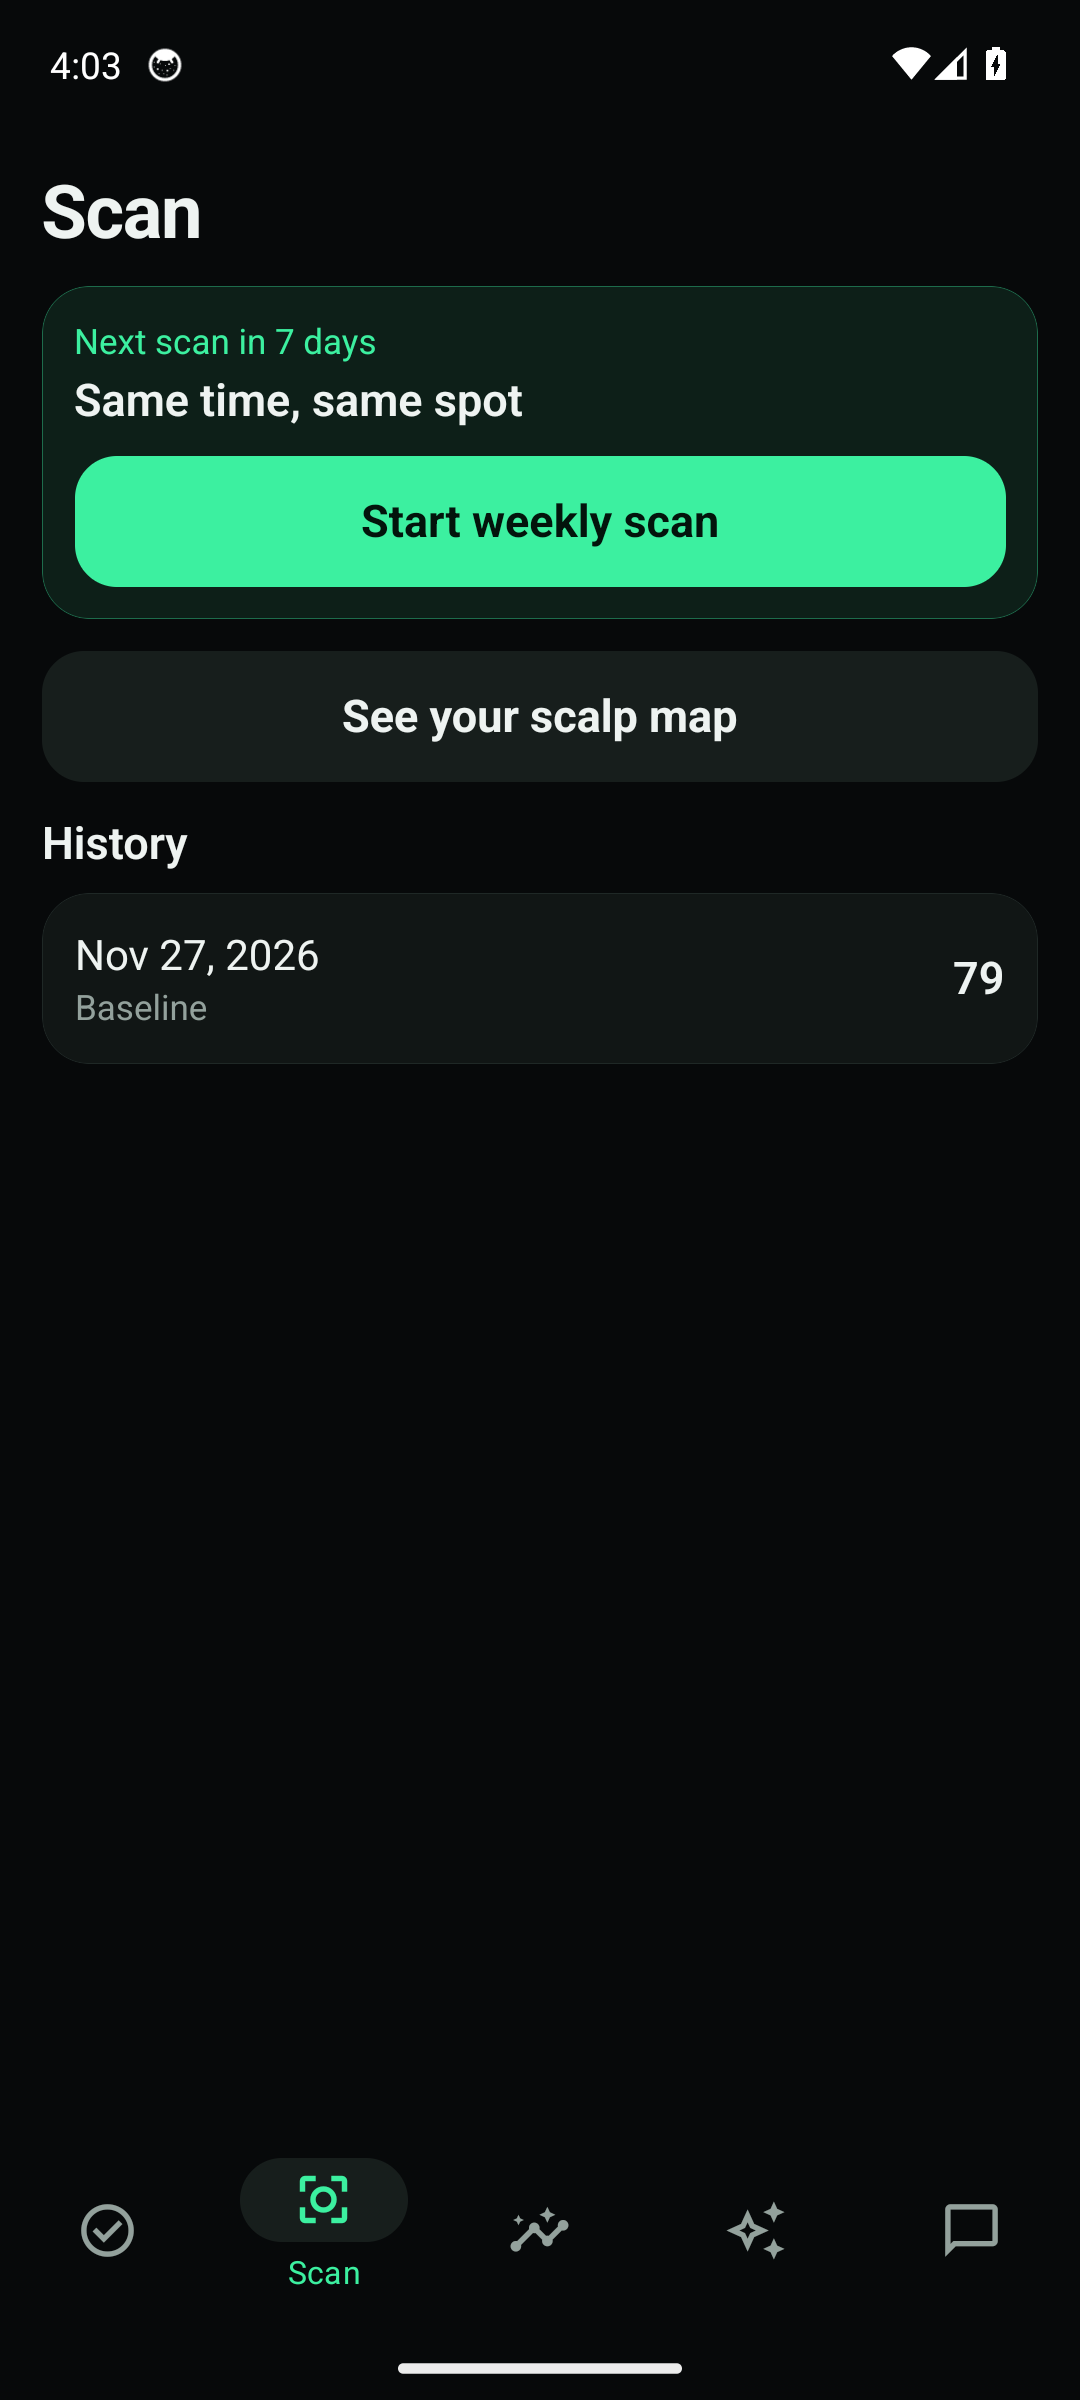 4:03
Scan
Next scan in 7 days
Same time, same spot
Start weekly scan
See your scalp map
History
Nov 27, 2026
79
Baseline
Scan